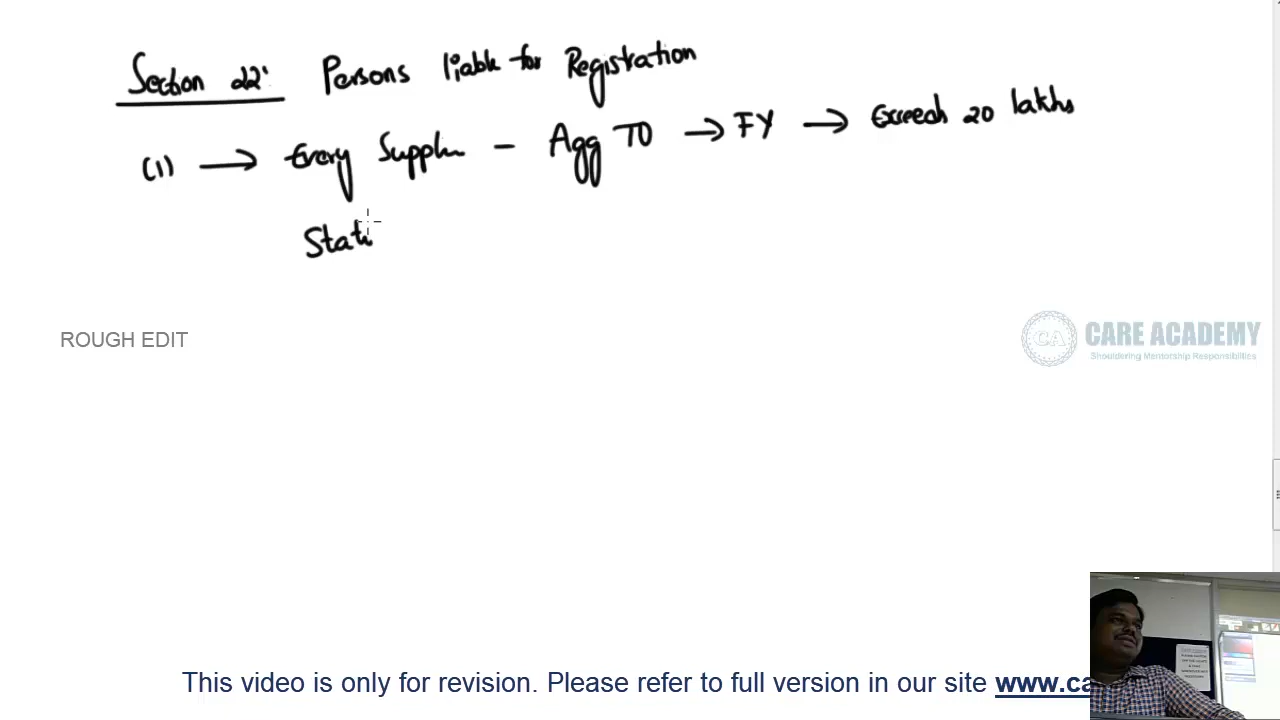 Section 22: Persons liable for Registration
(1) → Every Supplier - Agg TO → FY → Exceeds 20 lakhs
Stat
ROUGH EDIT
CA
CARE ACADEMY
Shouldering Mentorship Responsibilities
This video is only for revision. Please refer to full version in our site www.ca